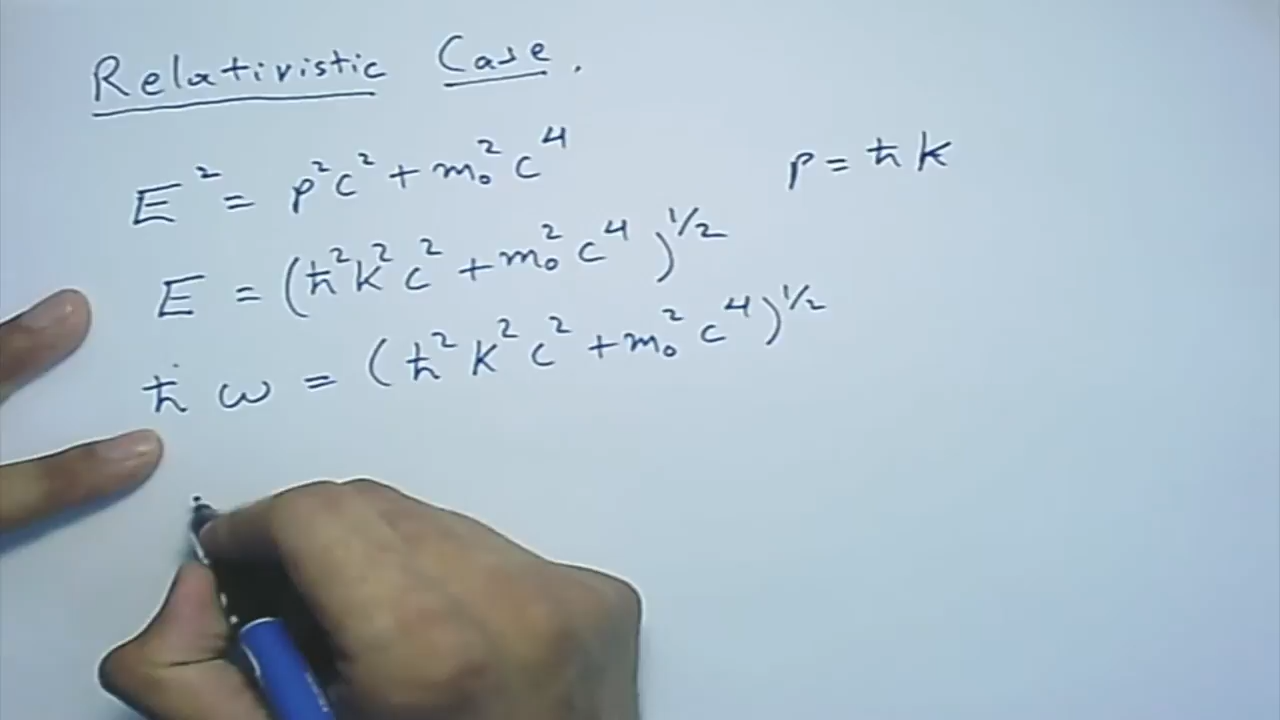 Relativistic Case.
E² = p²c² + m₀²c⁴
p = ħk
E = (ħ²k²c² + m₀²c⁴)^1/2
ħω = (ħ²k²c² + m₀²c⁴)^1/2